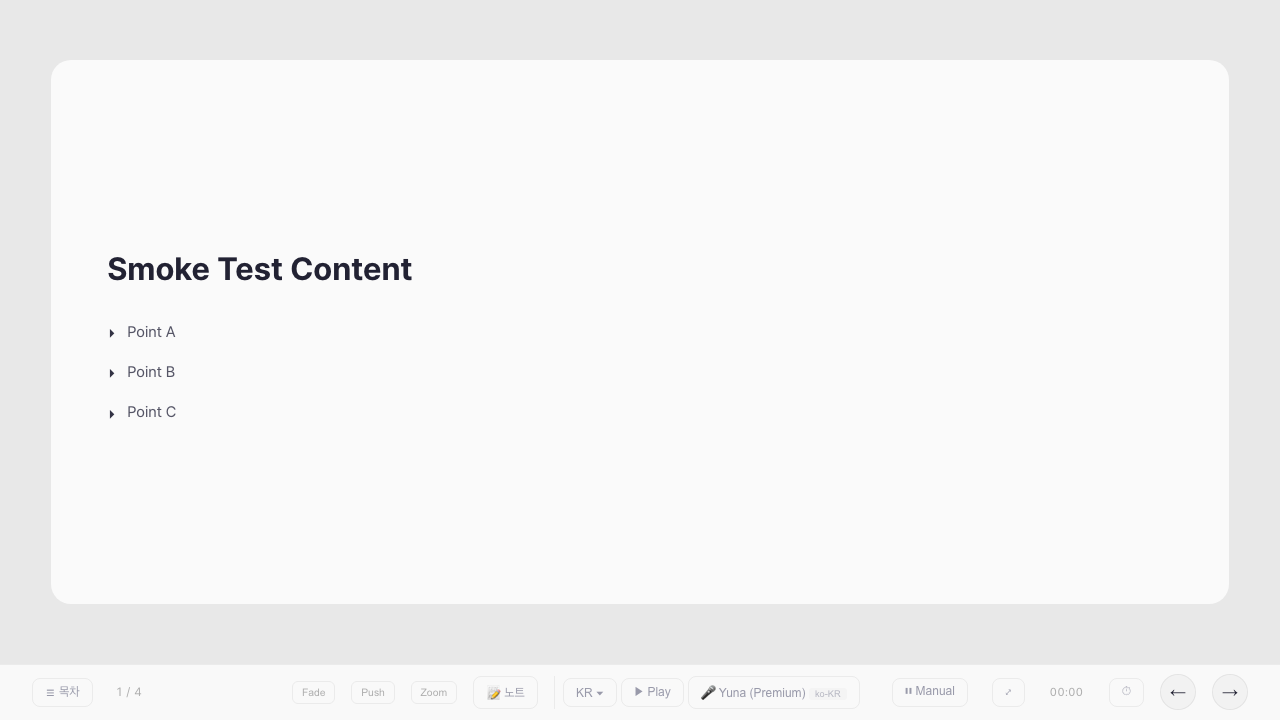 Smoke Test Content
Point A
Point B
Point C
≡ 목차 1 / 4 Fade Push Zoom 📝 노트 KR ▾ ▶ Play 🎤 Yuna (Premium) ko-KR ⏸ Manual ⤢ 00:00 ⏱ ← →